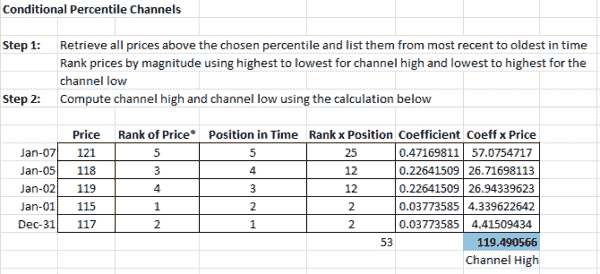 Conditional Percentile Channels
Step 1: Retrieve all prices above the chosen percentile and list them from most recent to oldest in time
Rank prices by magnitude using highest to lowest for channel high and lowest to highest for the
channel low
Step 2: Compute channel high and channel low using the calculation below
Price Rank of Price* Position in Time Rank x Position Coefficient Coeff x Price
Jan-07 121 5 5 25 0.47169811 57.0754717
Jan-05 118 3 4 12 0.22641509 26.71698113
Jan-02 119 4 3 12 0.22641509 26.94339623
Jan-01 115 1 2 2 0.03773585 4.339622642
Dec-31 117 2 1 2 0.03773585 4.41509434
53 119.490566
Channel High